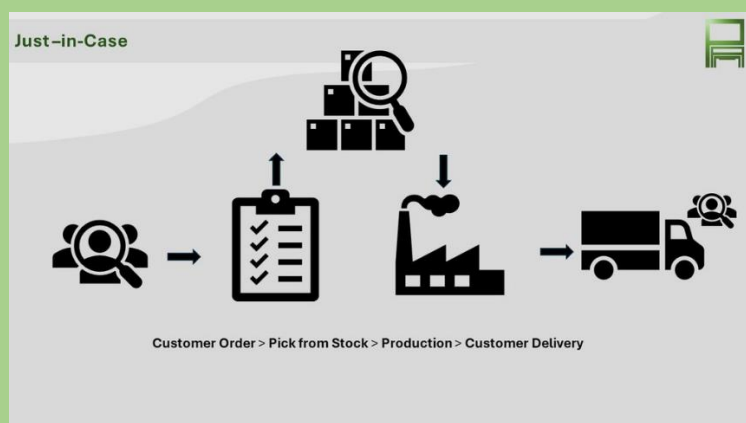 Just–in-Case
Customer Order > Pick from Stock > Production > Customer Delivery